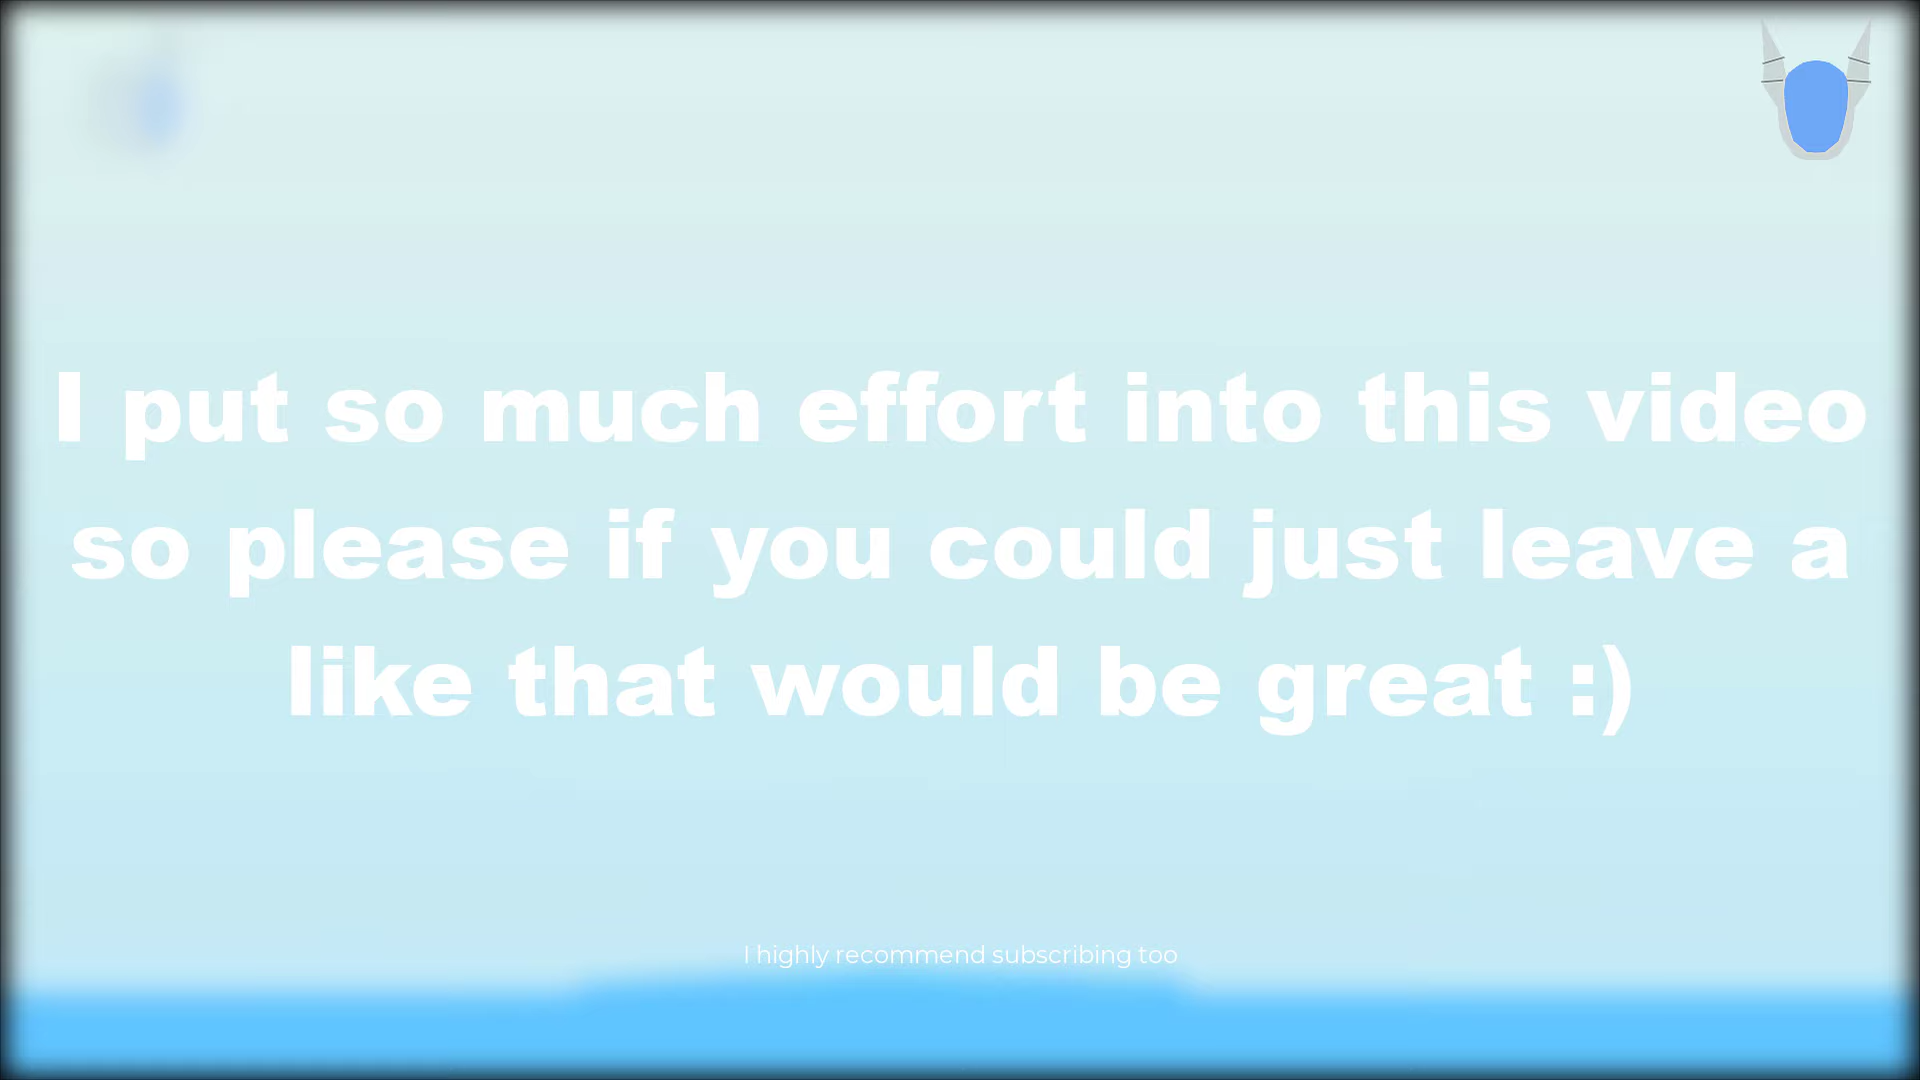 I put so much effort into this video
so please if you could just leave a
like that would be great :)
I highly recommend subscribing too